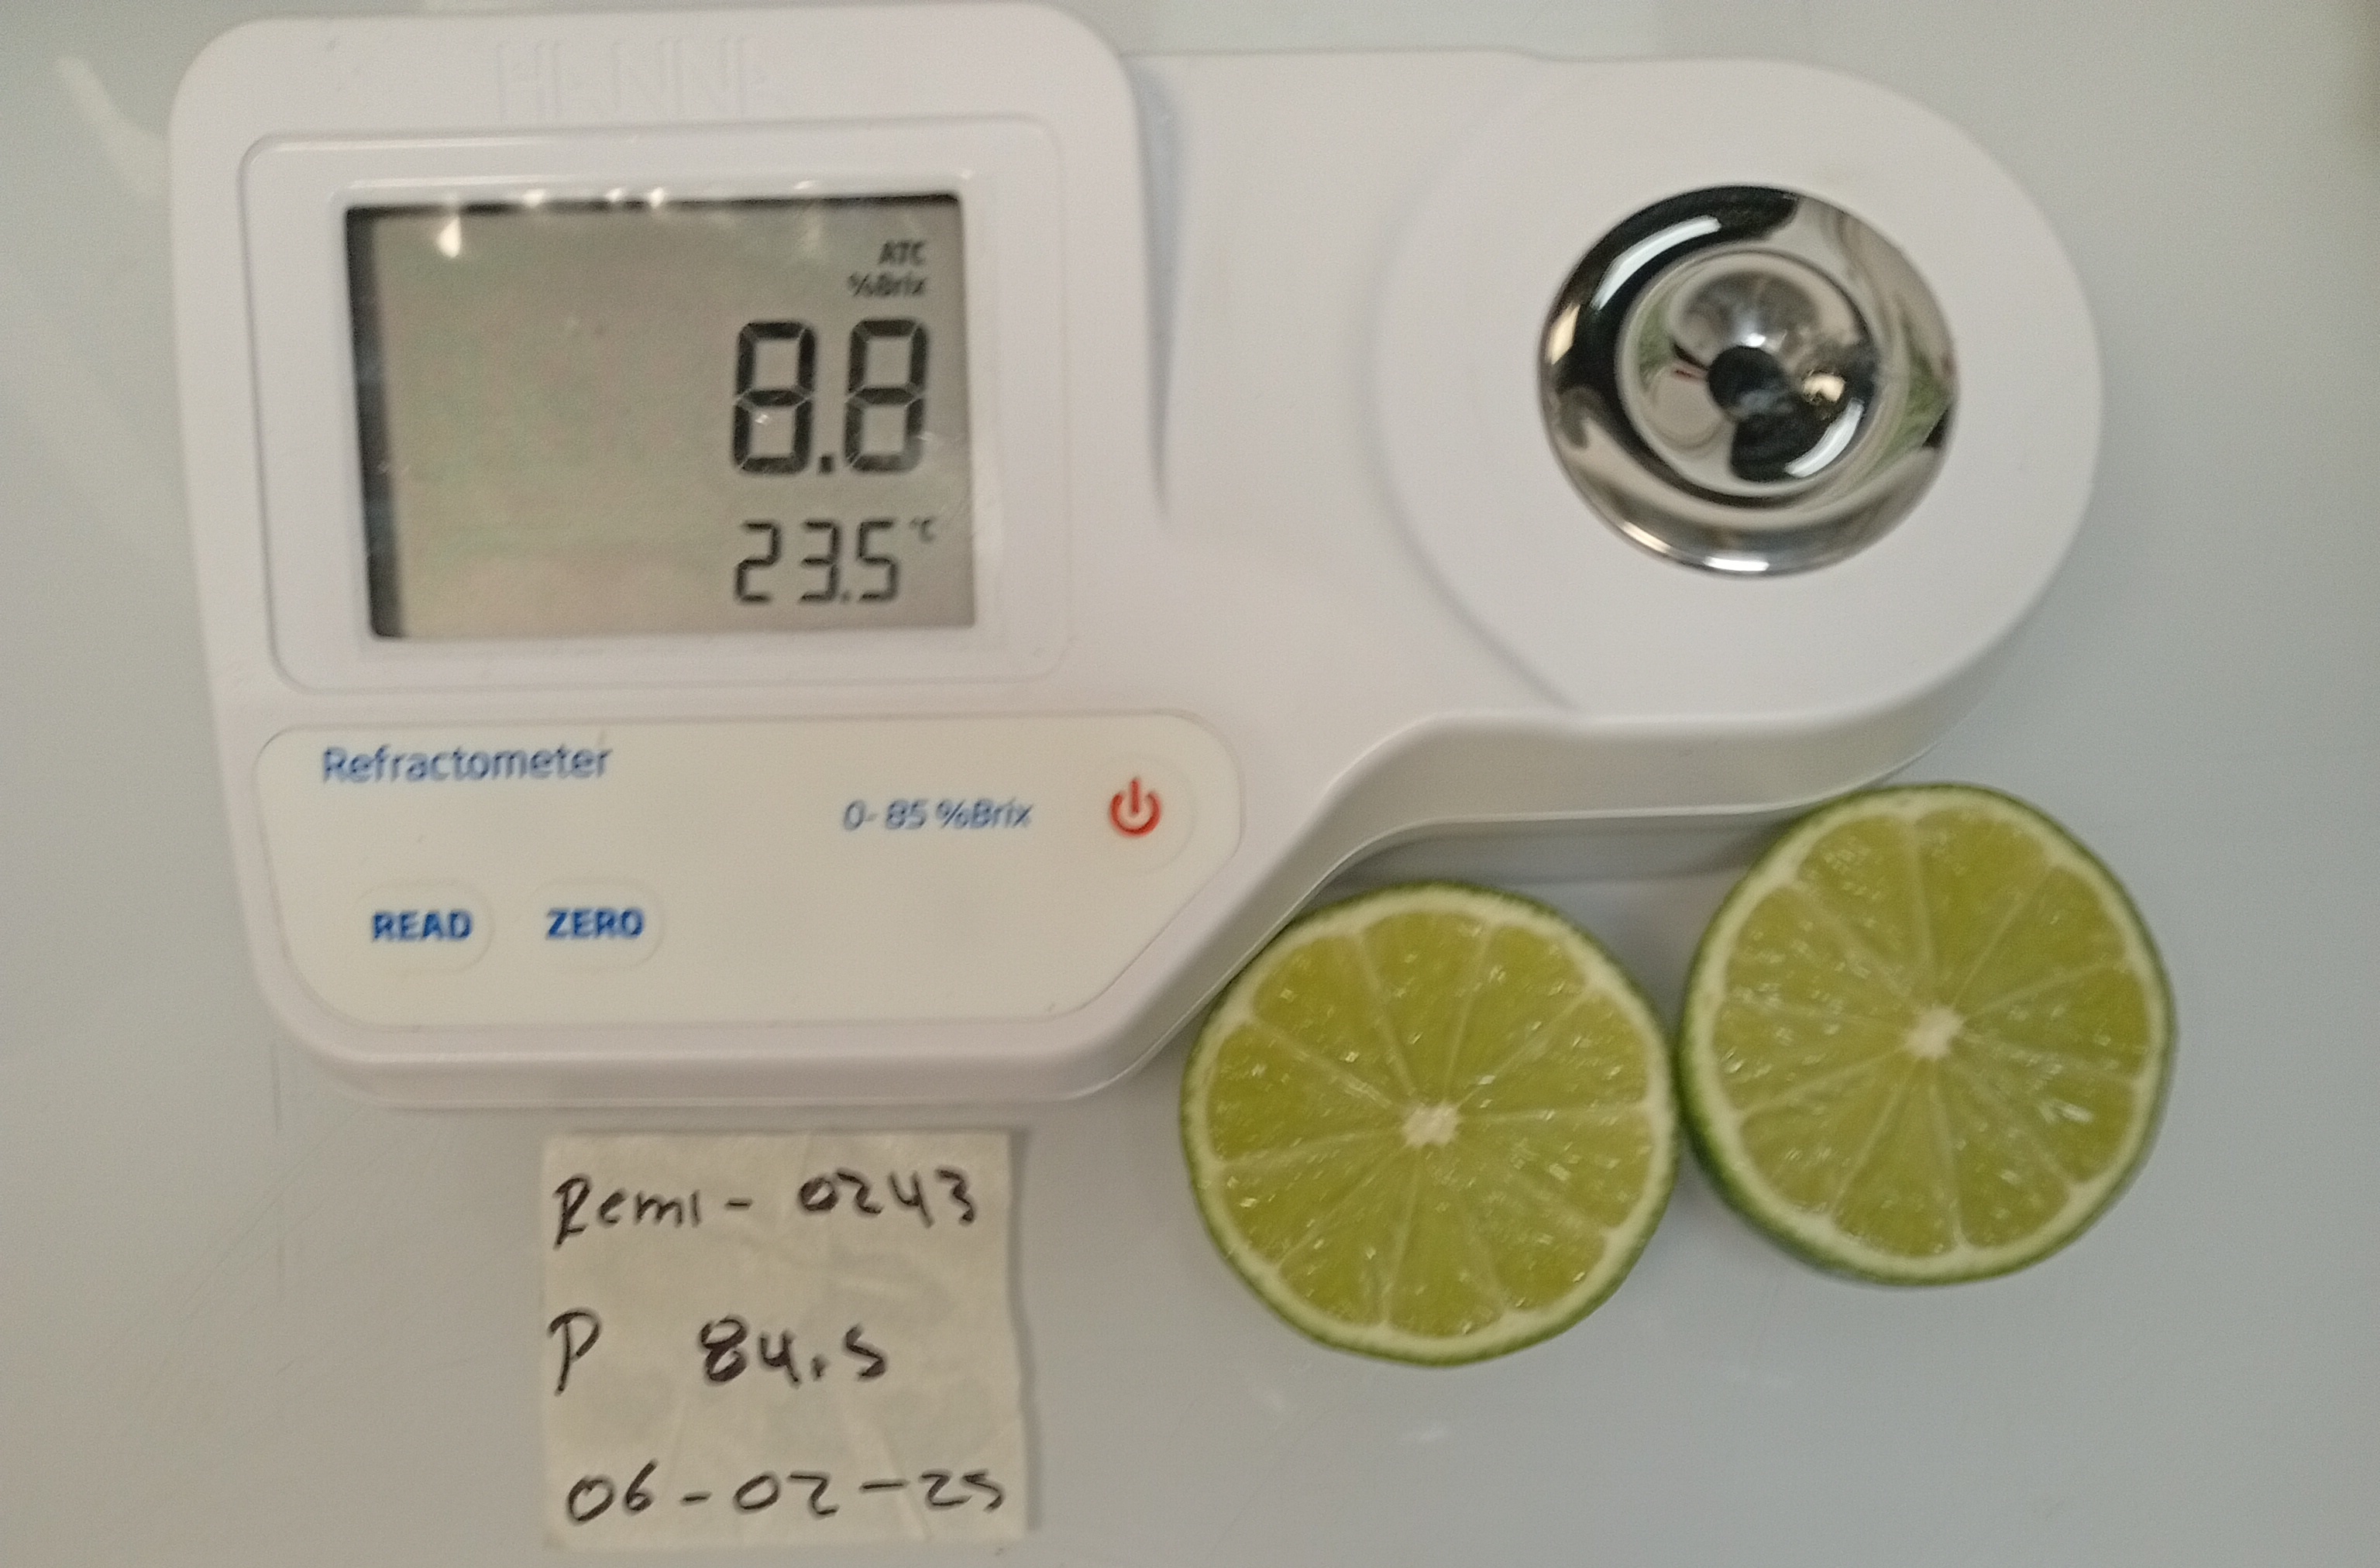 HENNE
ATC
%Brix
8.8
23.5 °C
Refractometer
0-85 %Brix
READ ZERO
Remi - 0243
P 84.5
06-02-25